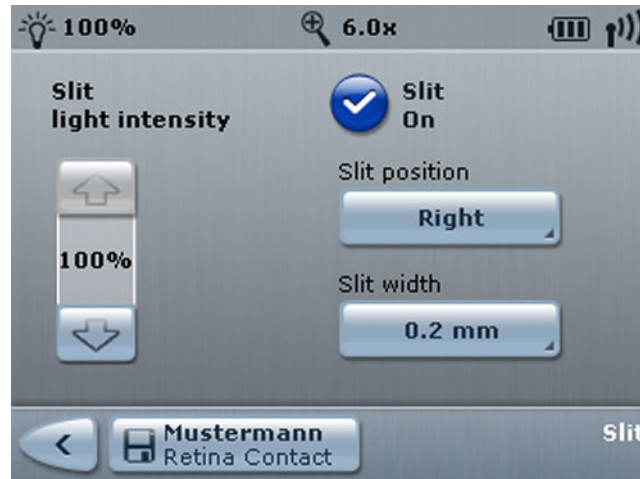 100%
6.0x
Slit
light intensity
Slit
On
Slit position
Right
100%
Slit width
0.2 mm
Mustermann
Retina Contact
Slit